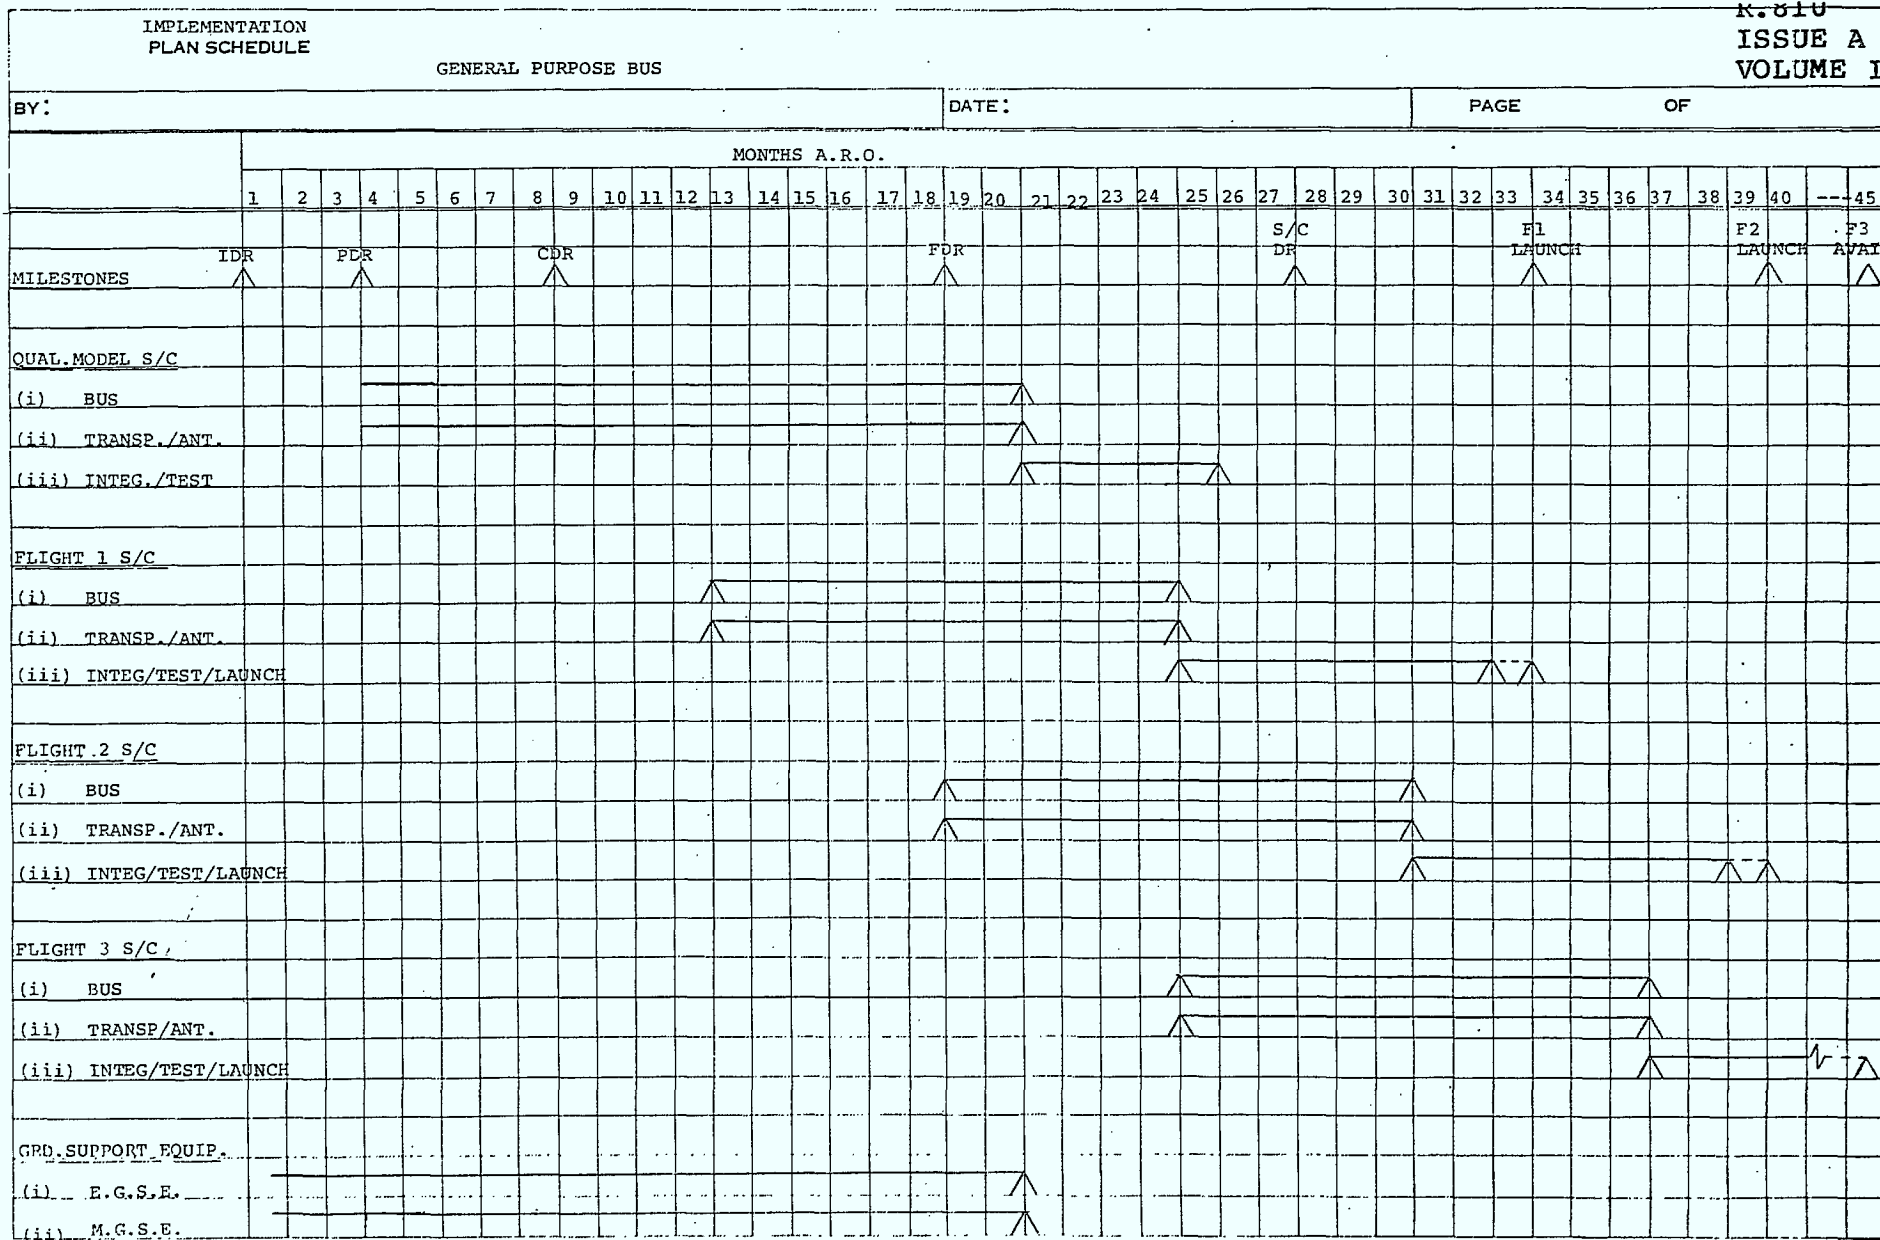 IMPLEMENTATION
PLAN SCHEDULE
GENERAL PURPOSE BUS
R.810
ISSUE A
VOLUME I
BY: DATE: PAGE OF
MONTHS A.R.O.
1 2 3 4 5 6 7 8 9 10 11 12 13 14 15 16 17 18 19 20 21 22 23 24 25 26 27 28 29 30 31 32 33 34 35 36 37 38 39 40 ---45
IDR PDR CDR FDR S/C DR F1 LAUNCH F2 LAUNCH F3 AVAI
MILESTONES
QUAL.MODEL S/C
(i) BUS
(ii) TRANSP./ANT.
(iii) INTEG./TEST
FLIGHT 1 S/C
(i) BUS
(ii) TRANSP./ANT.
(iii) INTEG/TEST/LAUNCH
FLIGHT 2 S/C
(i) BUS
(ii) TRANSP./ANT.
(iii) INTEG/TEST/LAUNCH
FLIGHT 3 S/C
(i) BUS
(ii) TRANSP/ANT.
(iii) INTEG/TEST/LAUNCH
GRD.SUPPORT EQUIP.
(i) E.G.S.E.
(ii) M.G.S.E.